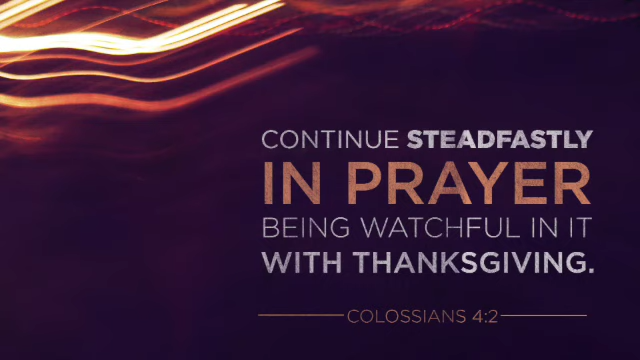 CONTINUE STEADFASTLY
IN PRAYER
BEING WATCHFUL IN IT
WITH THANKSGIVING.
COLOSSIANS 4:2